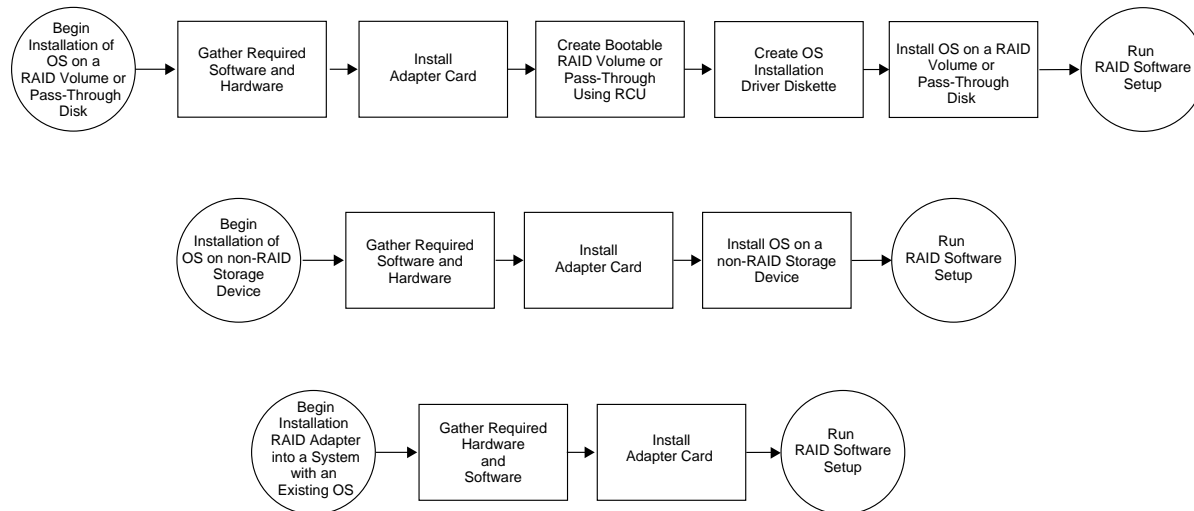 Begin
Installation of
OS on a
RAID Volume or
Pass-Through
Disk
Gather Required
Software and
Hardware
Install
Adapter Card
Create Bootable
RAID Volume or
Pass-Through
Using RCU
Create OS
Installation
Driver Diskette
Install OS on a RAID
Volume or
Pass-Through
Disk
Run
RAID Software
Setup
Begin
Installation of
OS on non-RAID
Storage
Device
Gather Required
Software and
Hardware
Install
Adapter Card
Install OS on a
non-RAID Storage
Device
Run
RAID Software
Setup
Begin
Installation
RAID Adapter
into a System
with an
Existing OS
Gather Required
Hardware
and
Software
Install
Adapter Card
Run
RAID Software
Setup